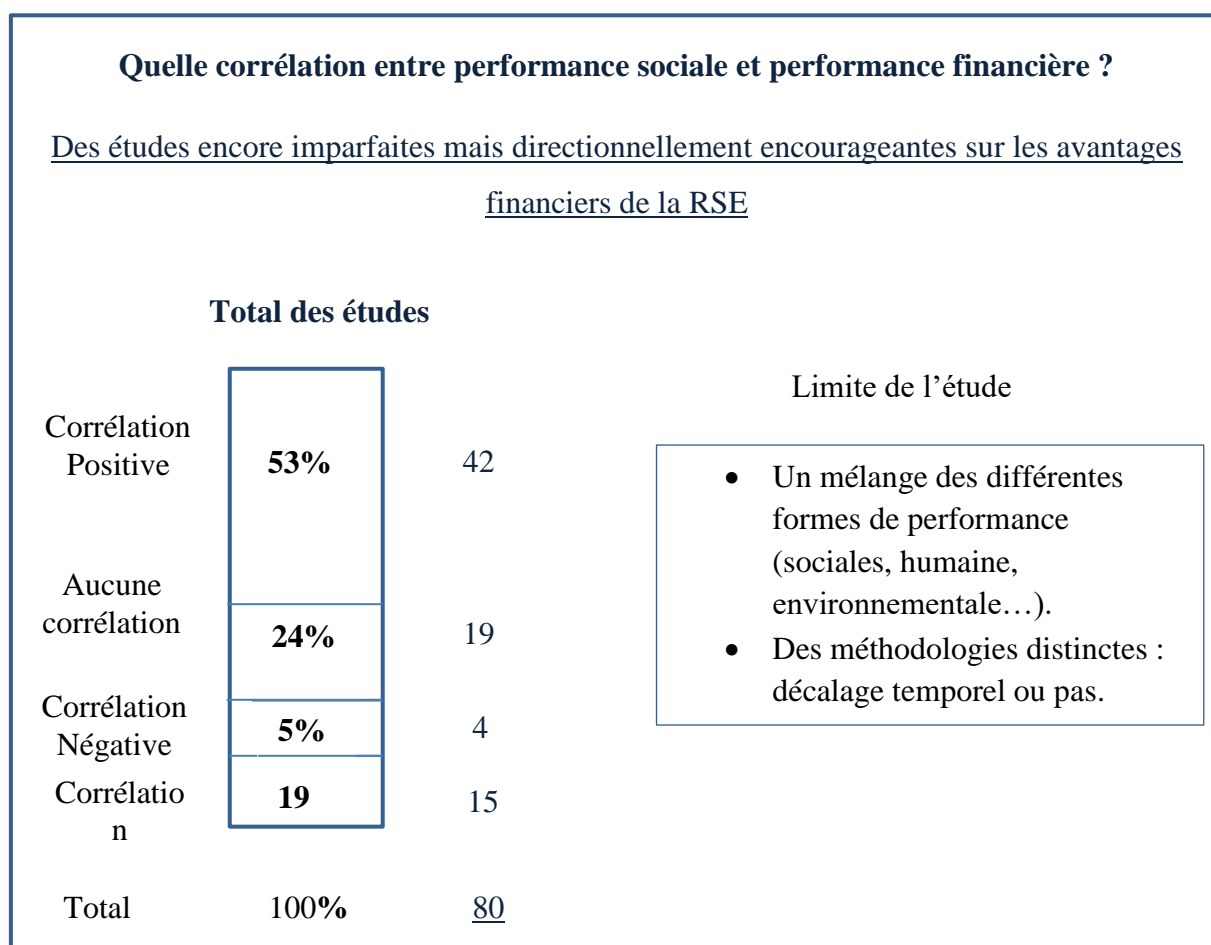 Quelle corrélation entre performance sociale et performance financière ?
Des études encore imparfaites mais directionnellement encourageantes sur les avantages
financiers de la RSE
Total des études
Corrélation
Positive
53%
42
Aucune
corrélation
24%
19
Corrélation
Négative
5%
4
Corrélatio
n
19
15
Total
100%
80
Limite de l’étude
• Un mélange des différentes
formes de performance
(sociales, humaine,
environnementale…).
• Des méthodologies distinctes :
décalage temporel ou pas.